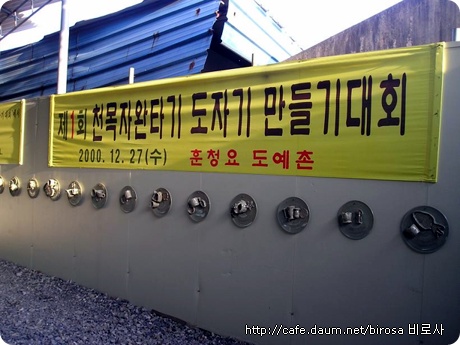 제1회 천목자완타기 도자기 만들기대회
2000. 12. 27(수) 훈청요 도예촌
http://cafe.daum.net/birosa 비로사